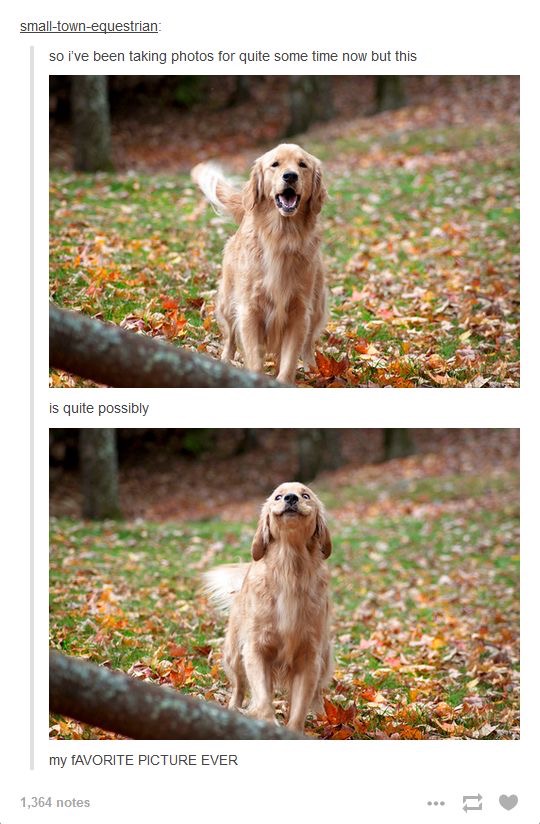 small-town-equestrian:
so i've been taking photos for quite some time now but this
is quite possibly
my fAVORITE PICTURE EVER
1,364 notes